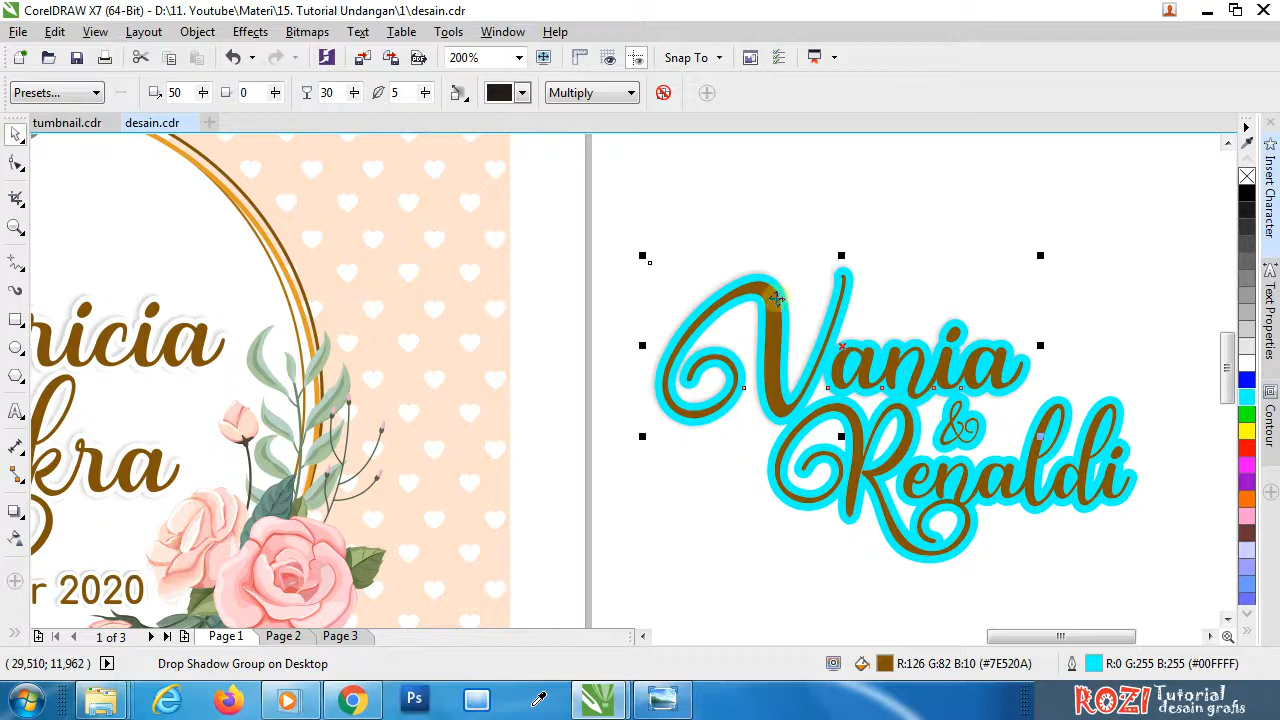 CorelDRAW X7 (64-Bit) - D:\11. Youtube\Materi\15. Tutorial Undangan\1\desain.cdr
File Edit View Layout Object Effects Bitmaps Text Table Tools Window Help
200% Snap To
Presets... 50 0 30 5 Multiply
tumbnail.cdr desain.cdr
ricia
kra
r 2020
Vania
&
Renaldi
Insert Character
Text Properties
Contour
1 of 3 Page 1 Page 2 Page 3
( 29,510; 11,962 ) Drop Shadow Group on Desktop R:126 G:82 B:10 (#7E520A) R:0 G:255 B:255 (#00FFFF)
Ps
ROZI Tutorial
desain grafis